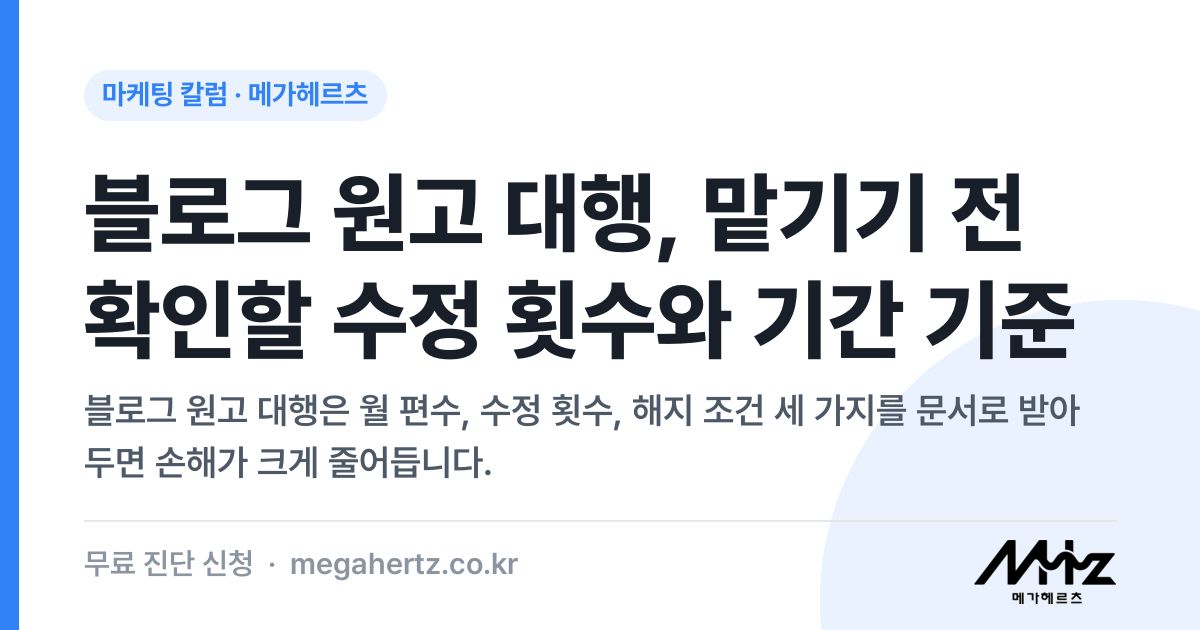 마케팅 칼럼 · 메가헤르츠
블로그 원고 대행, 맡기기 전
확인할 수정 횟수와 기간 기준
블로그 원고 대행은 월 편수, 수정 횟수, 해지 조건 세 가지를 문서로 받아
두면 손해가 크게 줄어듭니다.
무료 진단 신청 · megahertz.co.kr
MHz
메가헤르츠